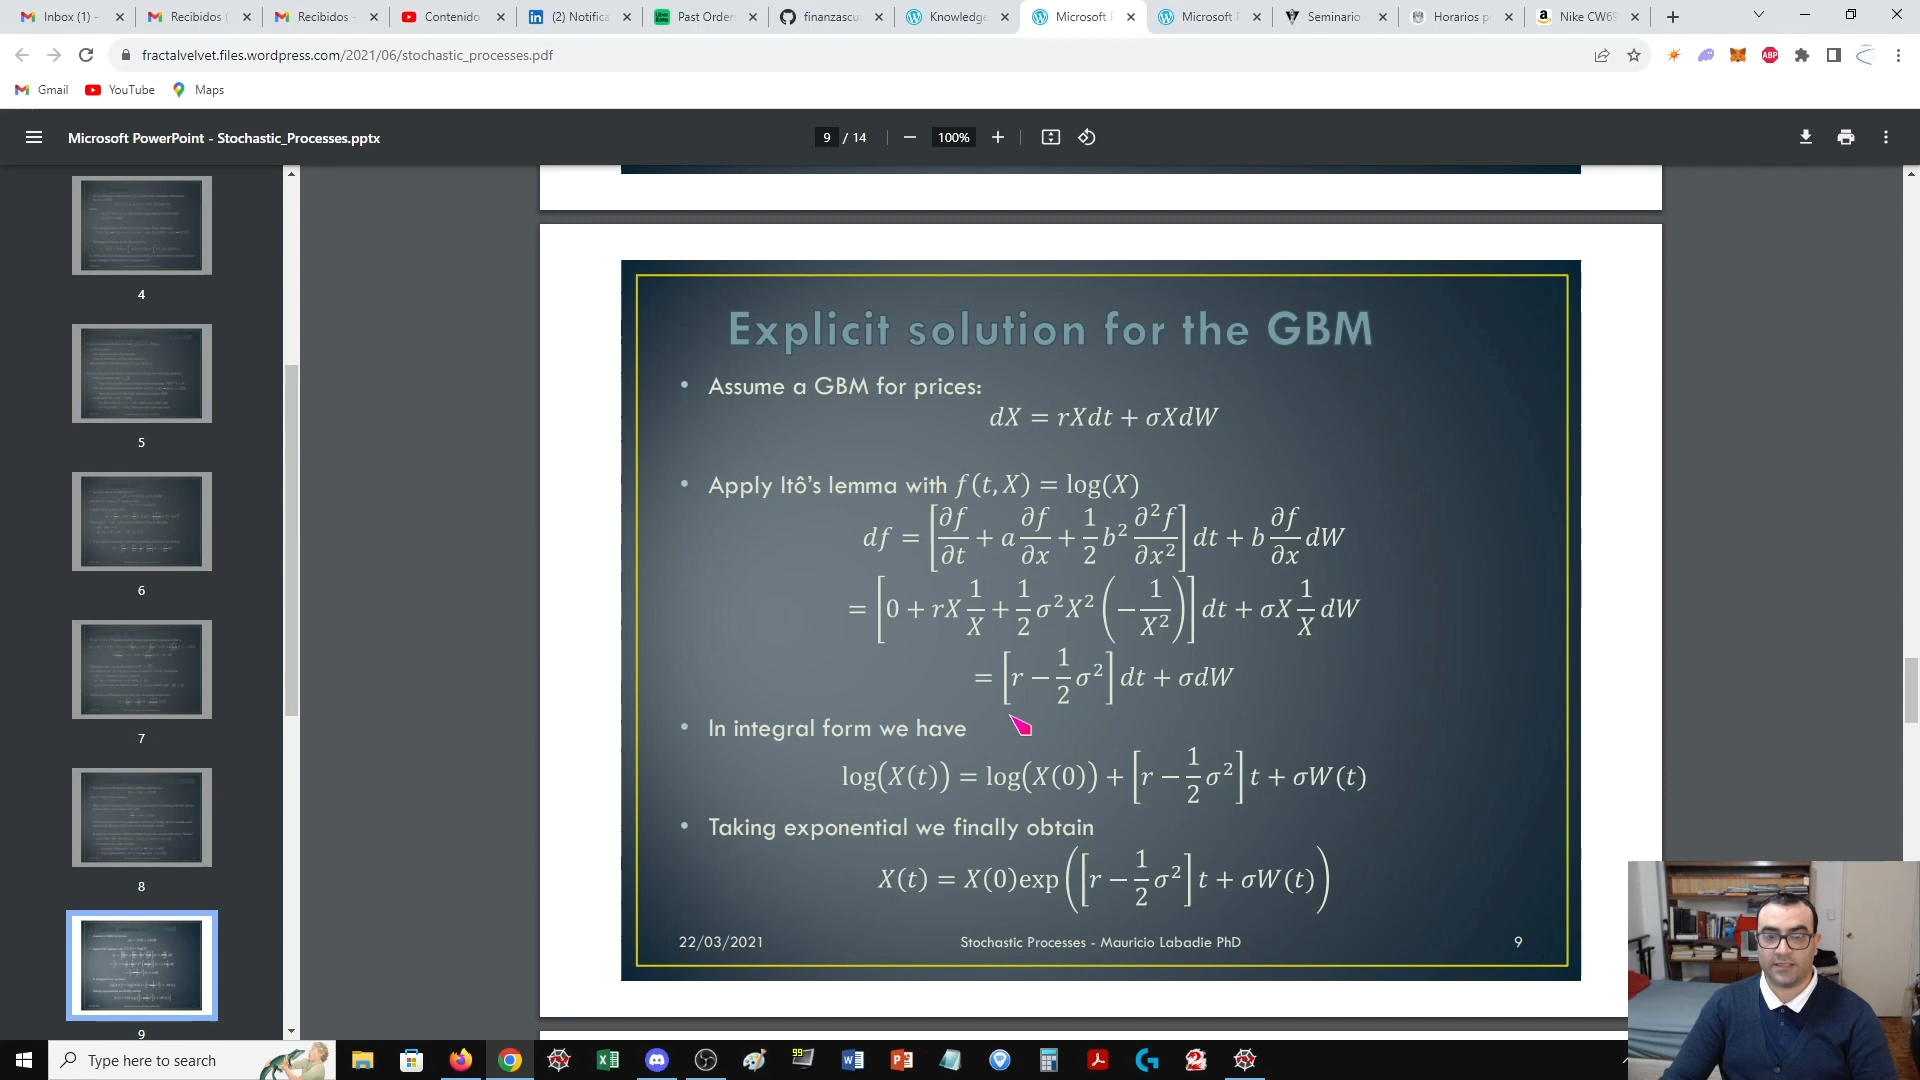 Inbox (1) -
Recibidos (
Recibidos -
Contenido
(2) Notifica
Past Order
finanzascu
Knowledge
Microsoft P
Microsoft P
Seminario
Horarios p
Nike CW6
fractalvelvet.files.wordpress.com/2021/06/stochastic_processes.pdf
ABP
Gmail
YouTube
Maps
Microsoft PowerPoint - Stochastic_Processes.pptx
9 / 14
100%
4
5
6
7
8
9
Explicit solution for the GBM
• Assume a GBM for prices:
dX = rXdt + σXdW
• Apply Itô's lemma with f(t, X) = log(X)
df = [∂f/∂t + a ∂f/∂x + 1/2 b² ∂²f/∂x²] dt + b ∂f/∂x dW
= [0 + rX 1/X + 1/2 σ²X² (−1/X²)] dt + σX 1/X dW
= [r − 1/2 σ²] dt + σdW
• In integral form we have
log(X(t)) = log(X(0)) + [r − 1/2 σ²] t + σW(t)
• Taking exponential we finally obtain
X(t) = X(0)exp([r − 1/2 σ²] t + σW(t))
22/03/2021
Stochastic Processes - Mauricio Labadie PhD
9
Type here to search
99